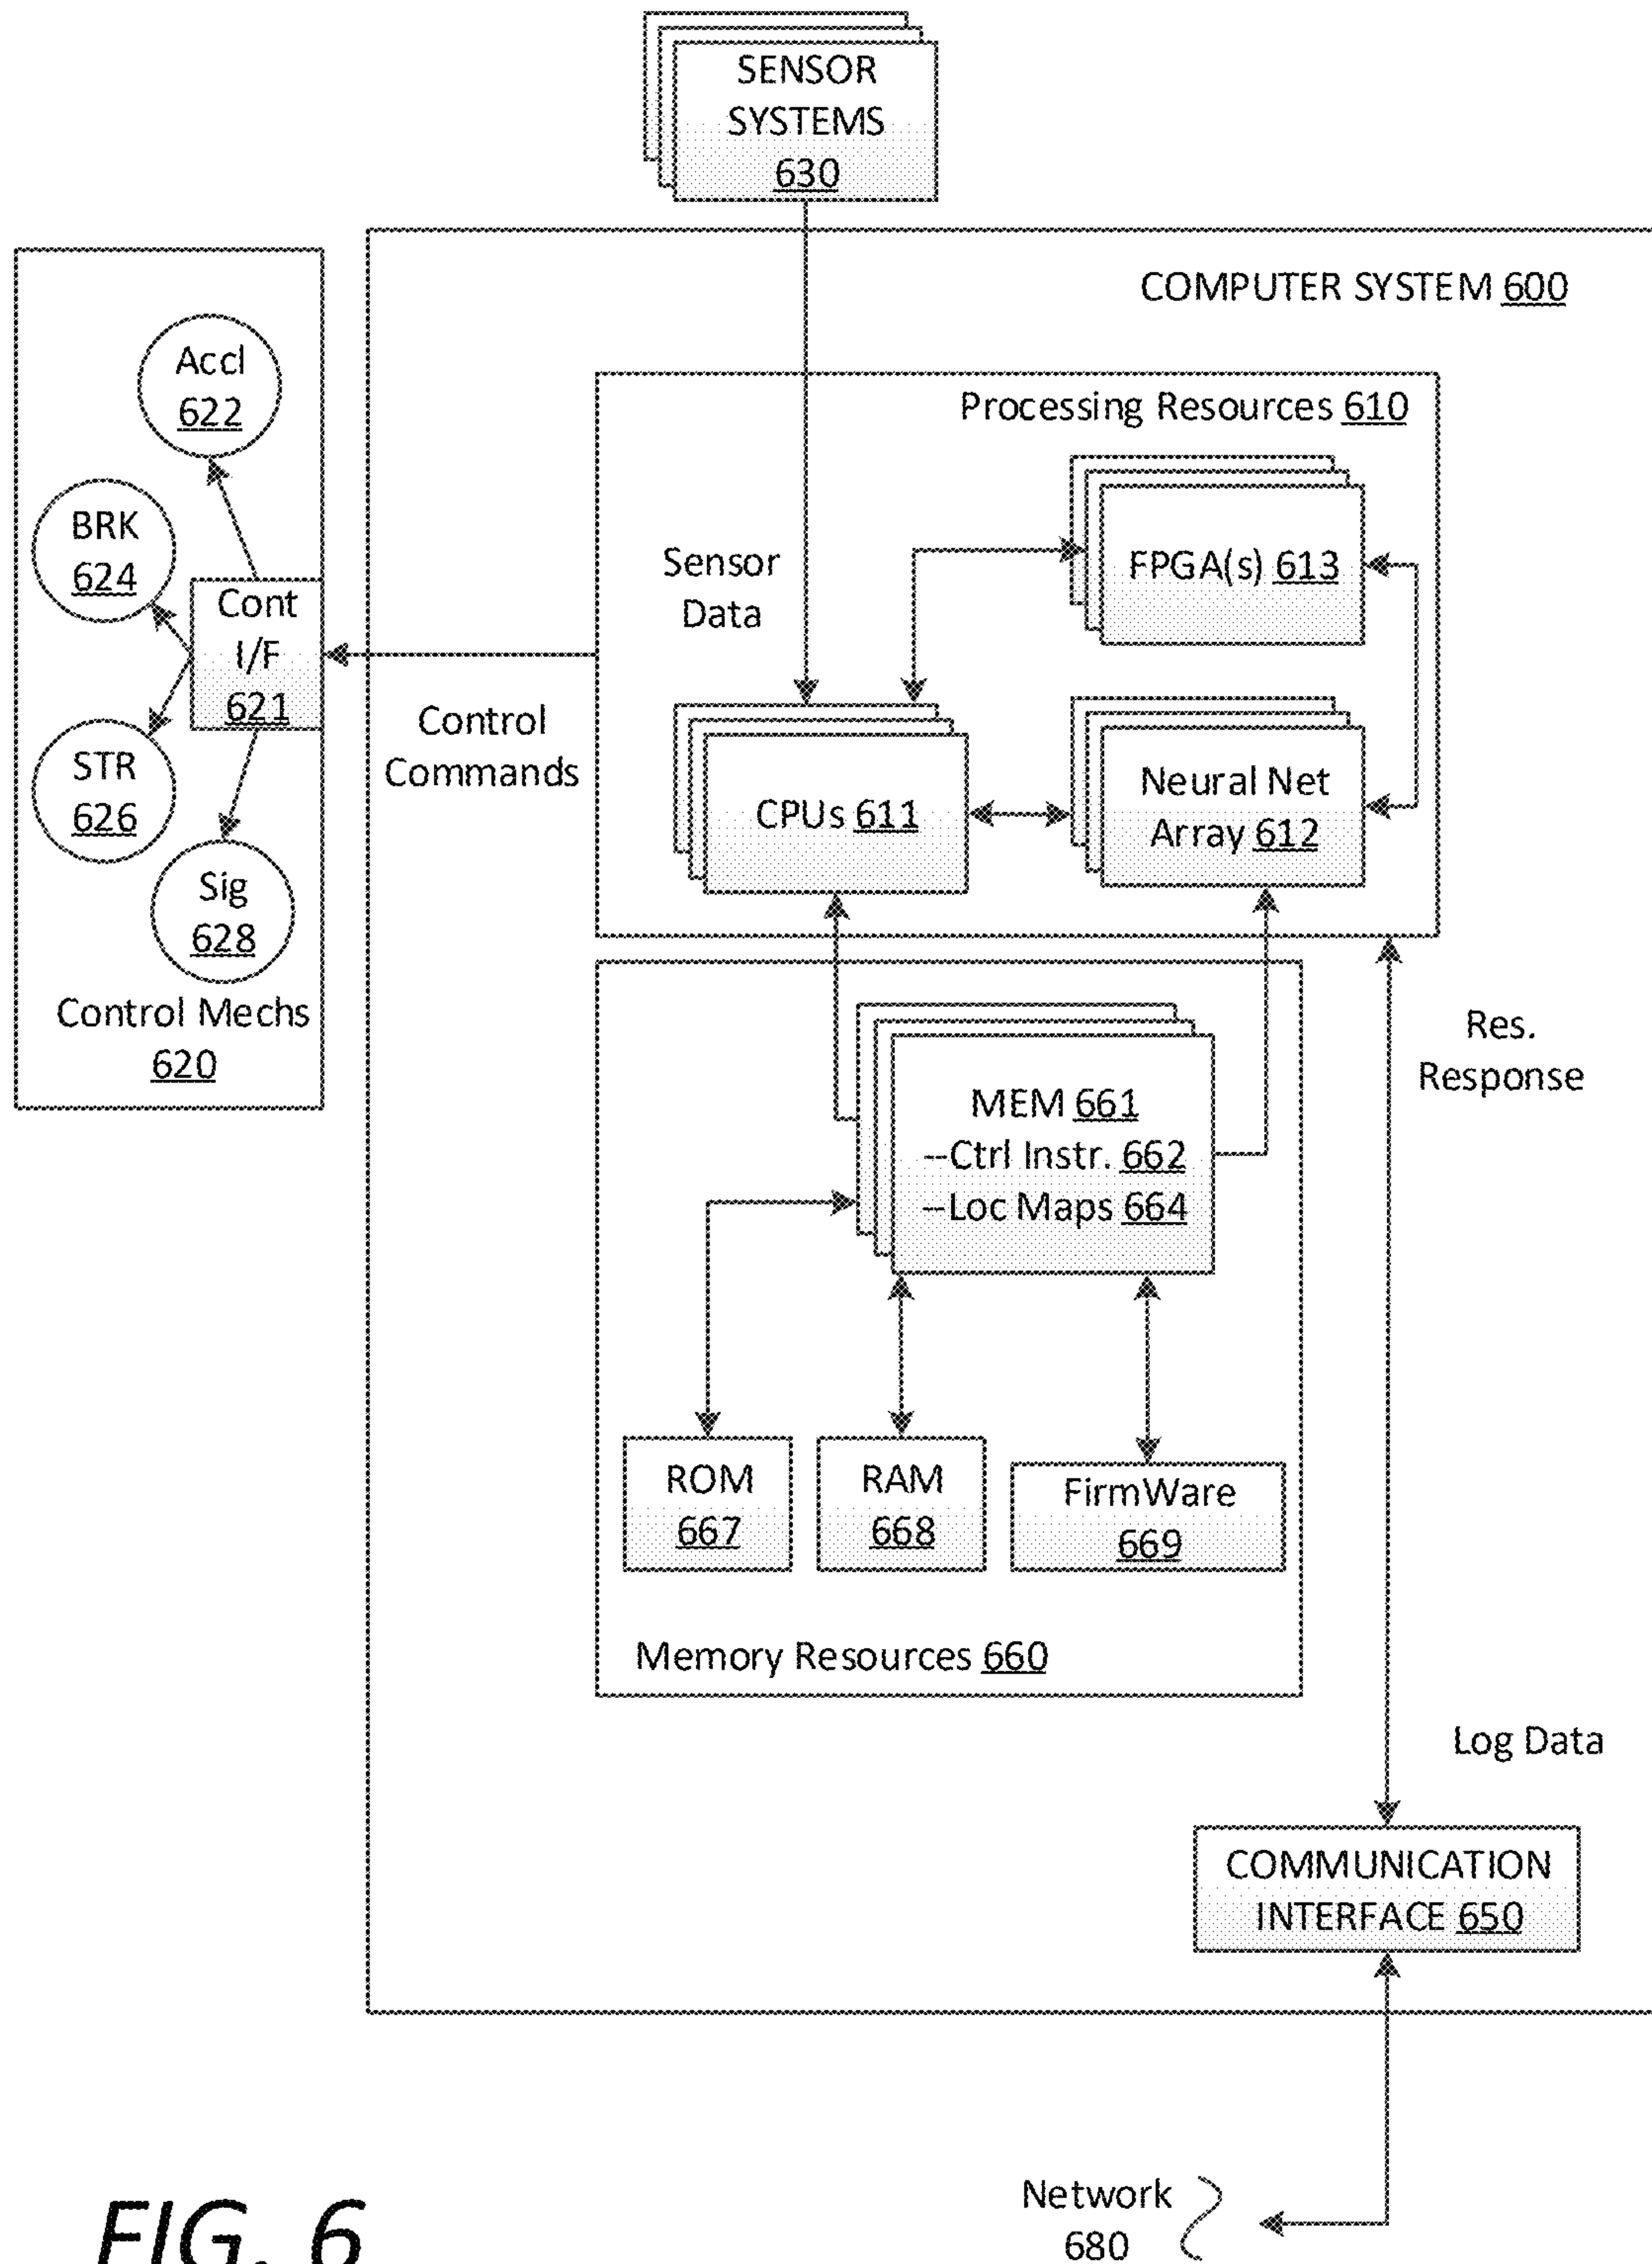 SENSOR
SYSTEMS
630
COMPUTER SYSTEM 600
Accl
622
Processing Resources 610
BRK
624
Sensor
Data
FPGA(s) 613
Cont
I/F
621
Control
Commands
STR
626
CPUs 611
Neural Net
Array 612
Sig
628
Control Mechs
620
Res.
Response
MEM 661
--Ctrl Instr. 662
--Loc Maps 664
ROM
667
RAM
668
FirmWare
669
Memory Resources 660
Log Data
COMMUNICATION
INTERFACE 650
Network
680
FIG. 6